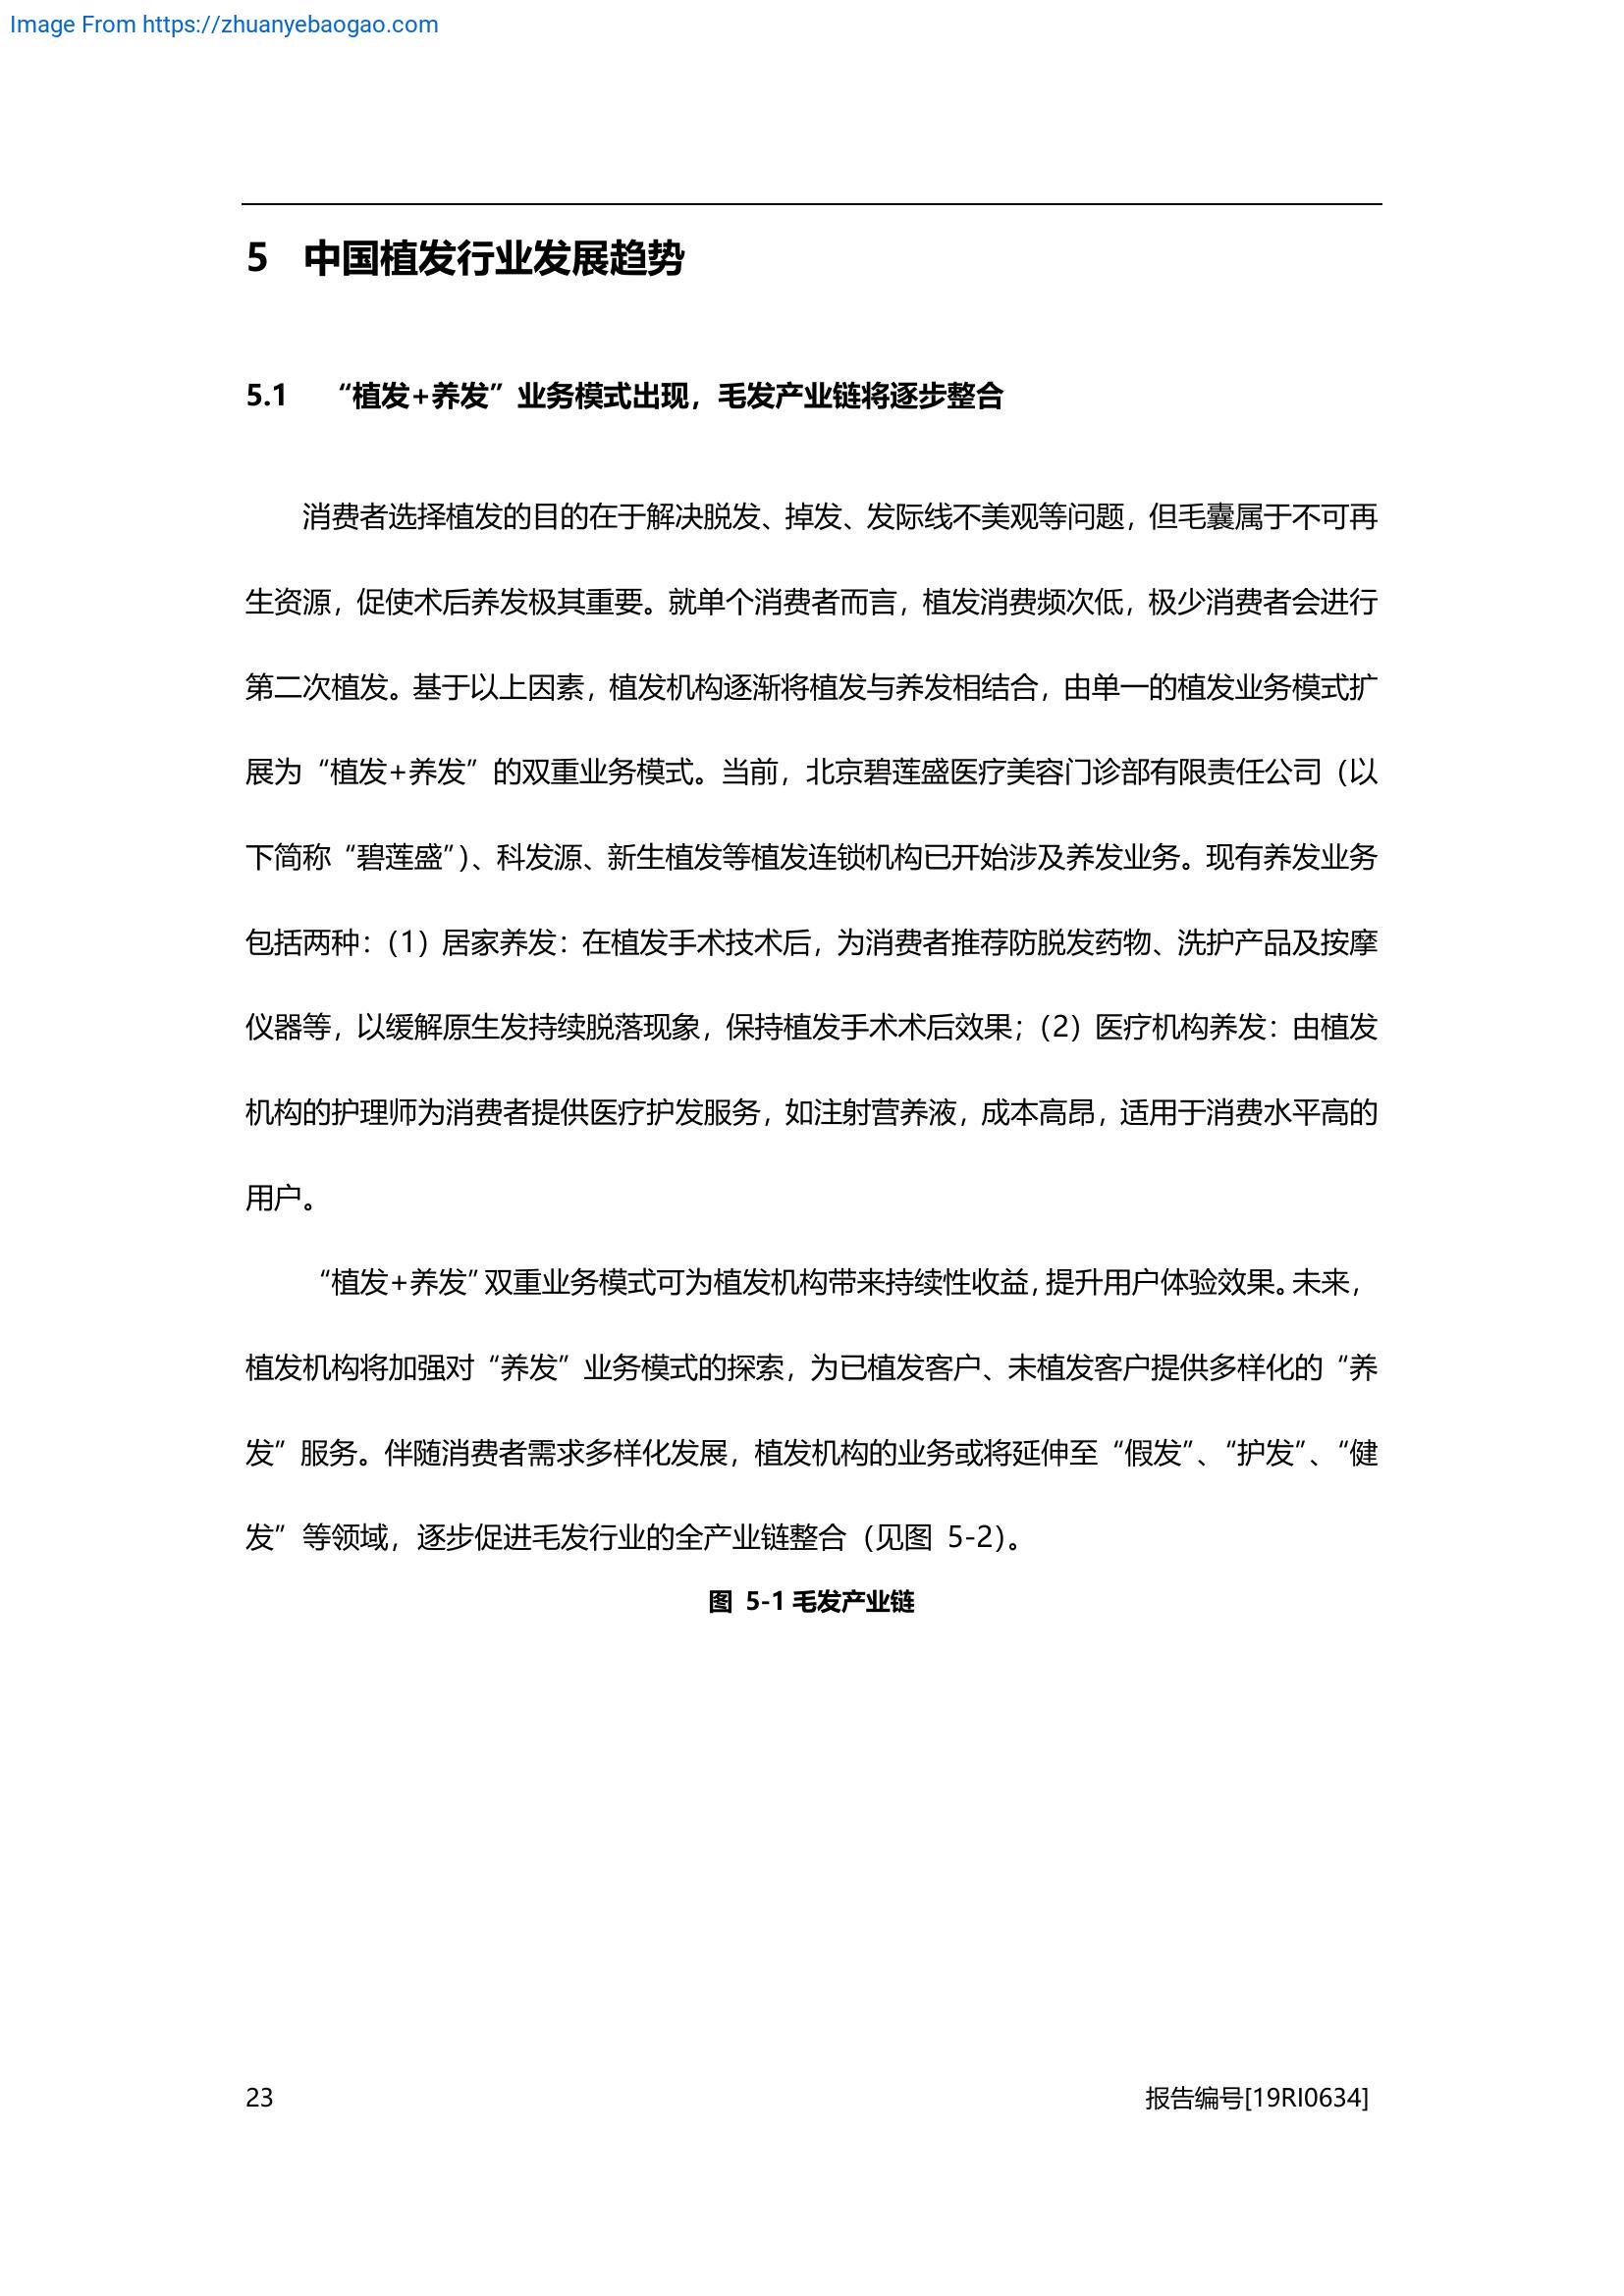 Image From https://zhuanyebaogao.com
5 中国植发行业发展趋势
5.1 “植发+养发”业务模式出现，毛发产业链将逐步整合
消费者选择植发的目的在于解决脱发、掉发、发际线不美观等问题，但毛囊属于不可再
生资源，促使术后养发极其重要。就单个消费者而言，植发消费频次低，极少消费者会进行
第二次植发。基于以上因素，植发机构逐渐将植发与养发相结合，由单一的植发业务模式扩
展为“植发+养发”的双重业务模式。当前，北京碧莲盛医疗美容门诊部有限责任公司（以
下简称“碧莲盛”）、科发源、新生植发等植发连锁机构已开始涉及养发业务。现有养发业务
包括两种：（1）居家养发：在植发手术技术后，为消费者推荐防脱发药物、洗护产品及按摩
仪器等，以缓解原生发持续脱落现象，保持植发手术术后效果；（2）医疗机构养发：由植发
机构的护理师为消费者提供医疗护发服务，如注射营养液，成本高昂，适用于消费水平高的
用户。
“植发+养发”双重业务模式可为植发机构带来持续性收益，提升用户体验效果。未来，
植发机构将加强对“养发”业务模式的探索，为已植发客户、未植发客户提供多样化的“养
发”服务。伴随消费者需求多样化发展，植发机构的业务或将延伸至“假发”、“护发”、“健
发”等领域，逐步促进毛发行业的全产业链整合（见图 5-2）。
图 5-1 毛发产业链
23 报告编号[19RI0634]